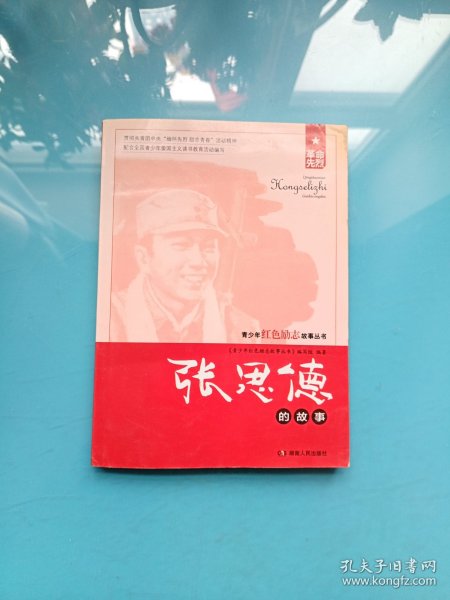 贯彻共青团中央“缅怀先烈 励志青春”活动精神
配合全国青少年爱国主义读书教育活动编写
革命
先烈
Qingshaonian
Hongselizhi
Gushicongshu
青少年红色励志故事丛书
《青少年红色励志故事丛书》编写组 编著
张思德
的故事
湖南人民出版社
孔夫子旧书网
www.kongfz.com